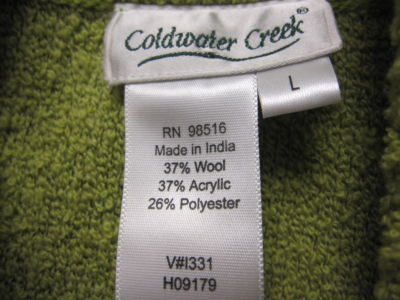 Coldwater Creek®
L
RN 98516
Made in India
37% Wool
37% Acrylic
26% Polyester
V#I331
H09179